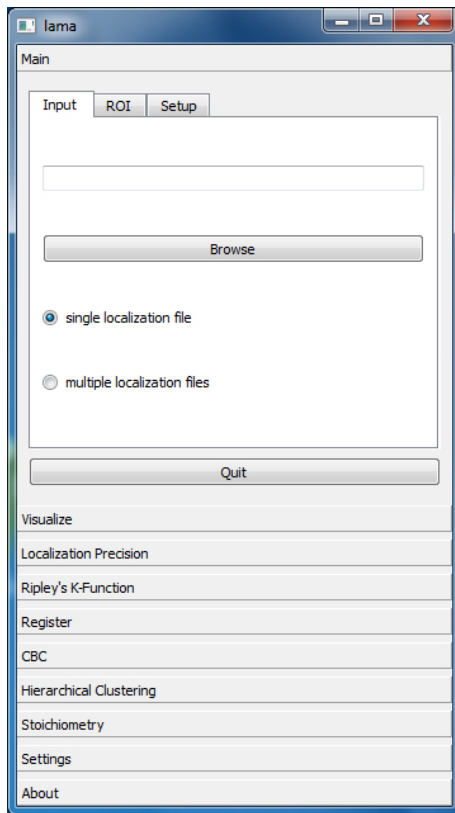 lama
Main
Input ROI Setup
Browse
single localization file
multiple localization files
Quit
Visualize
Localization Precision
Ripley's K-Function
Register
CBC
Hierarchical Clustering
Stoichiometry
Settings
About